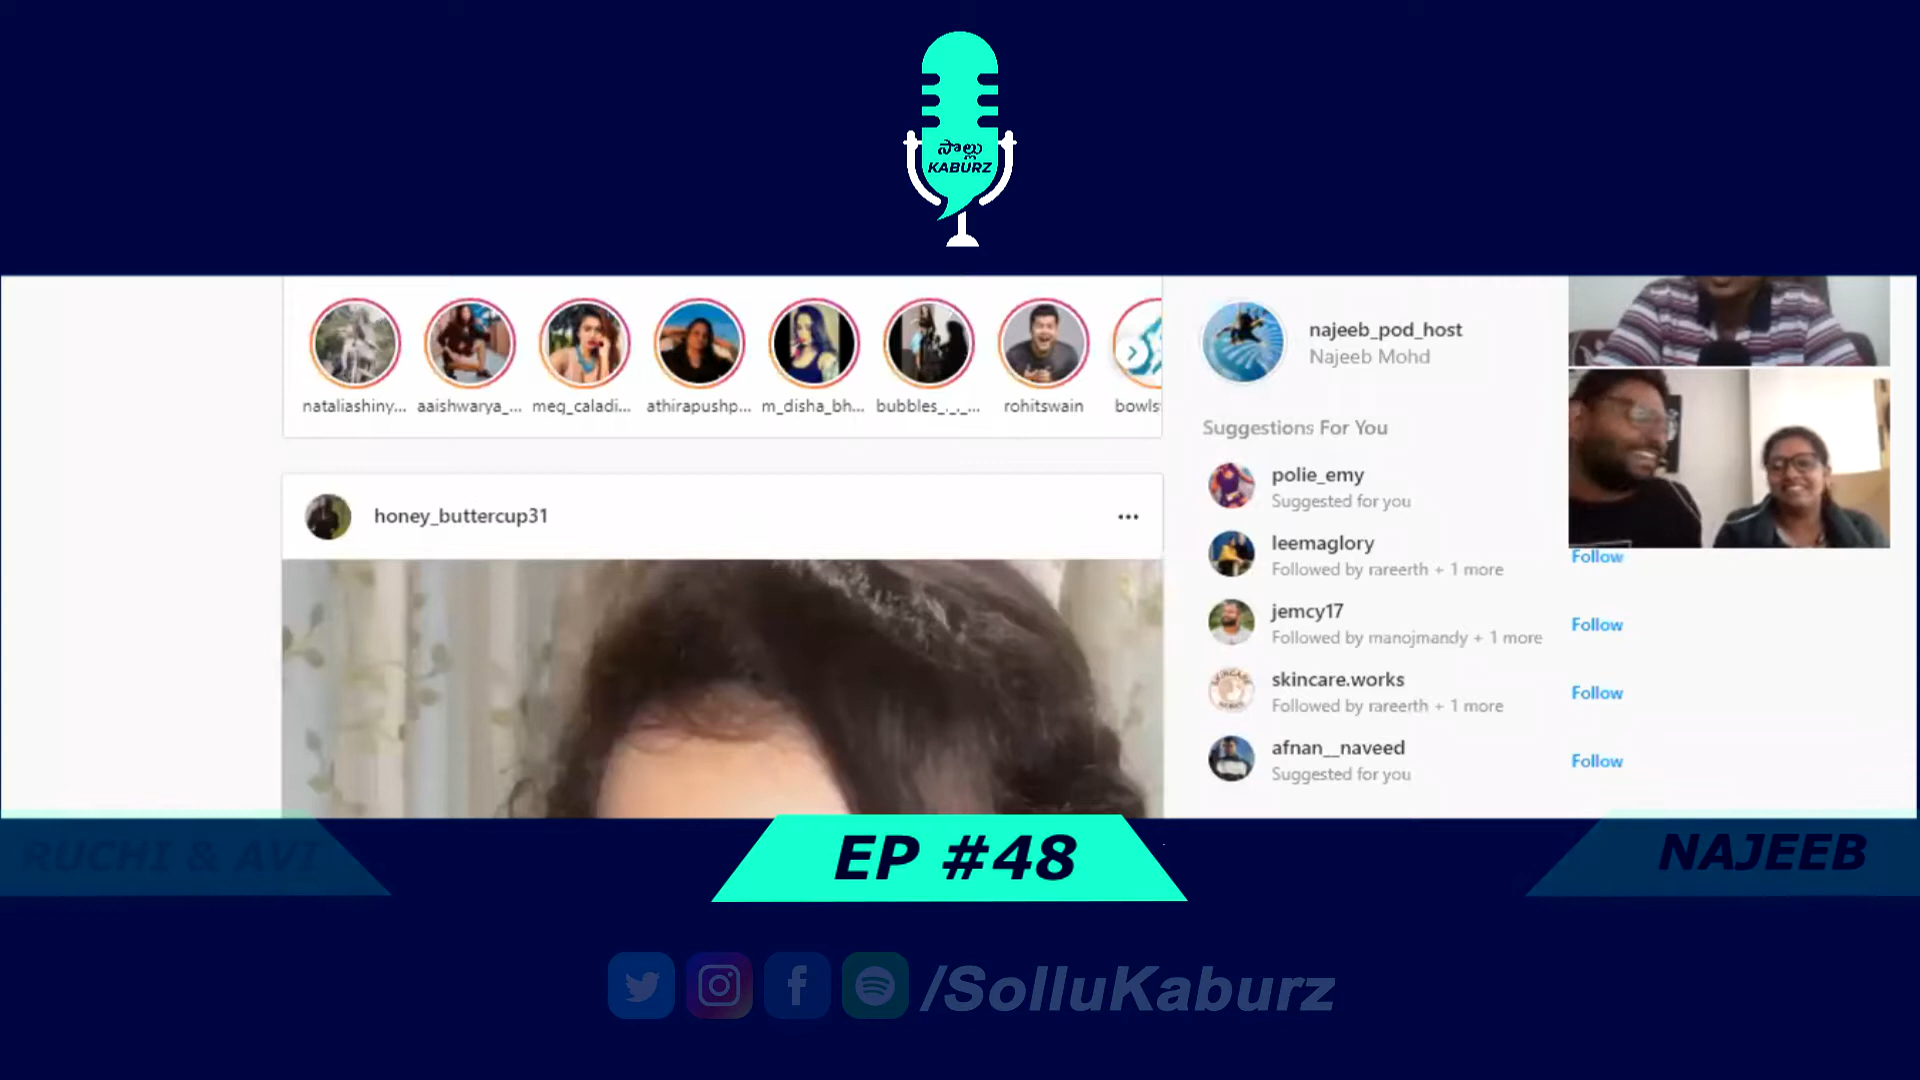 సొల్లు
KABURZ
nataliashiny... aaishwarya_... meg_caladi... athirapushp... m_disha_bh... bubbles_._._... rohitswain bowls
najeeb_pod_host
Najeeb Mohd
Suggestions For You
polie_emy
Suggested for you
leemaglory
Followed by rareerth + 1 more
Follow
jemcy17
Followed by manojmandy + 1 more
Follow
skincare.works
Followed by rareerth + 1 more
Follow
afnan__naveed
Suggested for you
Follow
honey_buttercup31
RUCHI & AVI
EP #48
NAJEEB
/SolluKaburz